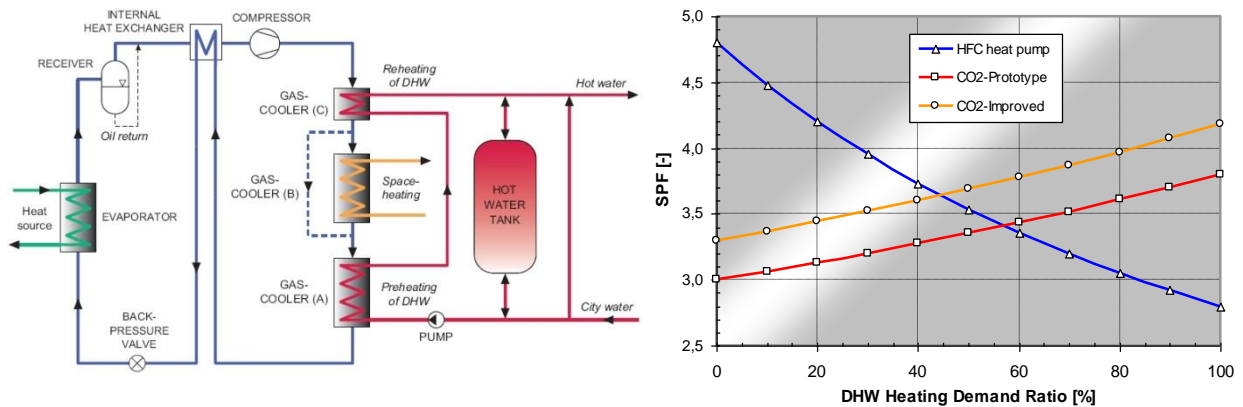 INTERNAL
HEAT EXCHANGER
COMPRESSOR
RECEIVER
Oil return
Reheating
of DHW
Hot water
GAS-
COOLER (C)
GAS-
COOLER (B)
Space-
heating
HOT
WATER
TANK
Heat
source
EVAPORATOR
GAS-
COOLER (A)
Preheating
of DHW
City water
PUMP
BACK-
PRESSURE
VALVE
5,0
4,5
4,0
3,5
3,0
2,5
SPF [-]
HFC heat pump
CO2-Prototype
CO2-Improved
0 20 40 60 80 100
DHW Heating Demand Ratio [%]